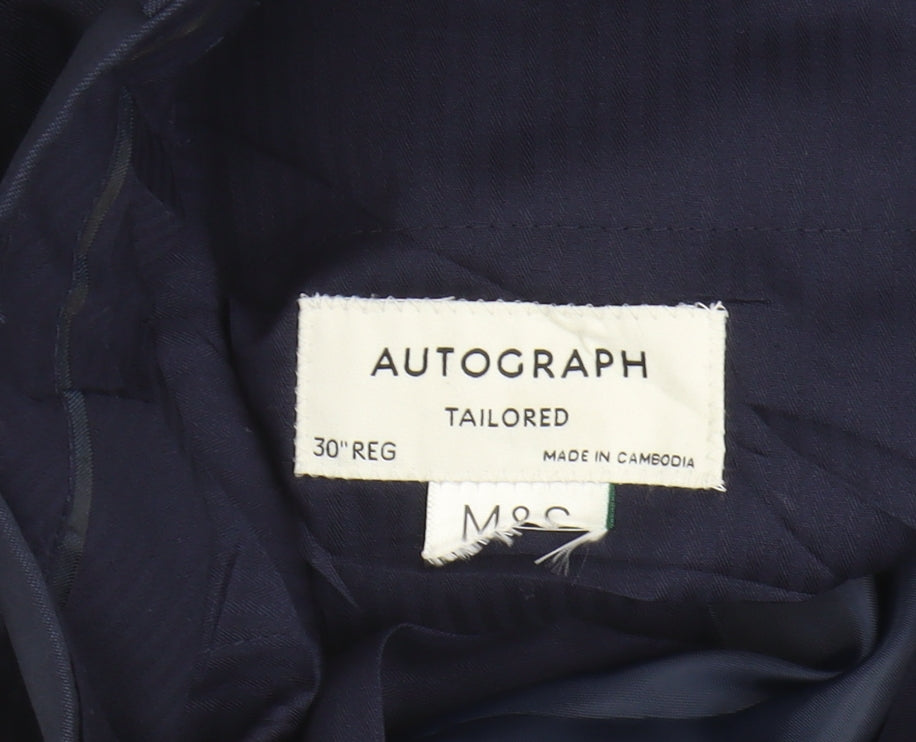 AUTOGRAPH
TAILORED
30" REG
MADE IN CAMBODIA
M&S